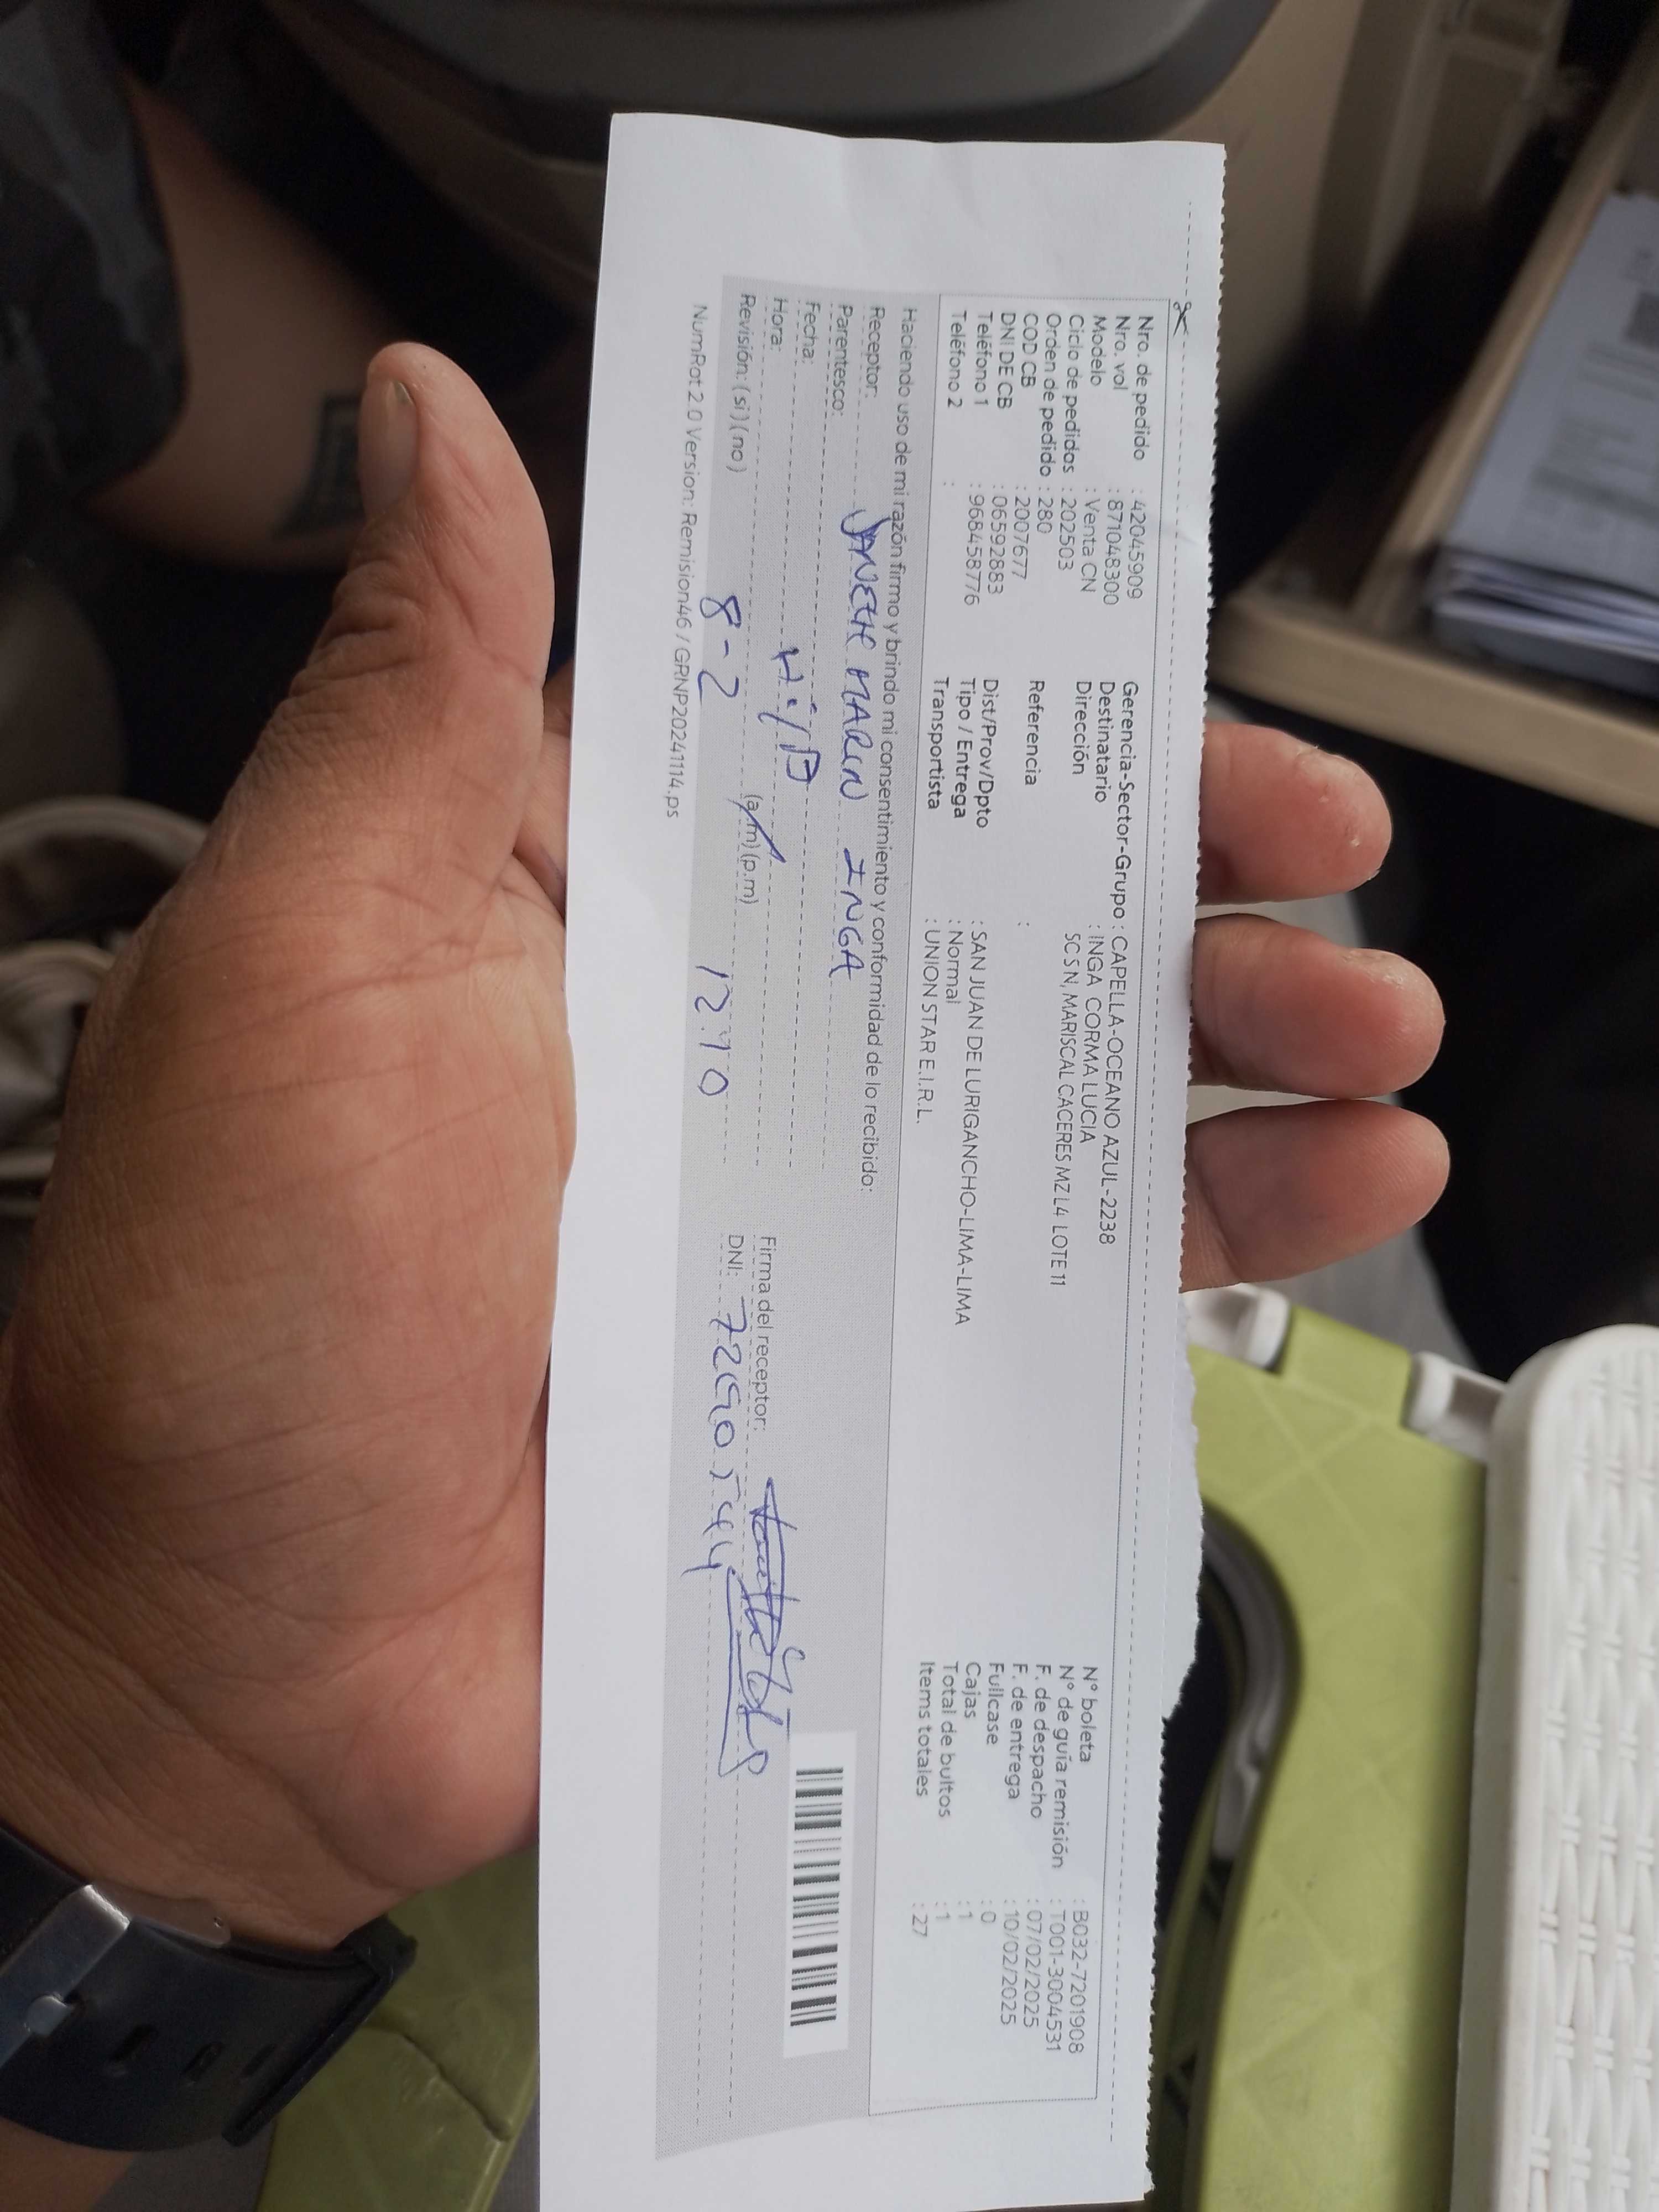 Nro. de pedido : 42045909
Nro. vol : 871048300
Modelo : Venta CN
Ciclo de pedidos : 202503
Orden de pedido : 280
COD CB : 2007677
DNI DE CB : 06592883
Teléfono 1 : 968458776
Teléfono 2 :
Gerencia-Sector-Grupo : CAPELLA-OCEANO AZUL-2238
Destinatario : INGA CORMA LUCIA
Dirección SC S N, MARISCAL CACERES MZ L4 LOTE 11
Referencia :
Dist/Prov/Dpto : SAN JUAN DE LURIGANCHO-LIMA-LIMA
Tipo / Entrega : Normal
Transportista : UNION STAR E.I.R.L.
N° boleta : B032-7201908
N° de guía remisión : T001-3004531
F. de despacho : 07/02/2025
F. de entrega : 10/02/2025
Fullcase : 0
Cajas : 1
Total de bultos : 1
Items totales : 27
Haciendo uso de mi razón firmo y brindo mi consentimiento y conformidad de lo recibido:
Receptor: JANETH MARIN INGA
Parentesco:
Fecha: 8-2
Hora: (a.m) (p.m) 12:10
Revisión: (si) (no)
Firma del receptor:
DNI:
NumRot 2.0 Version: Remision46 / GRNP20241114.ps